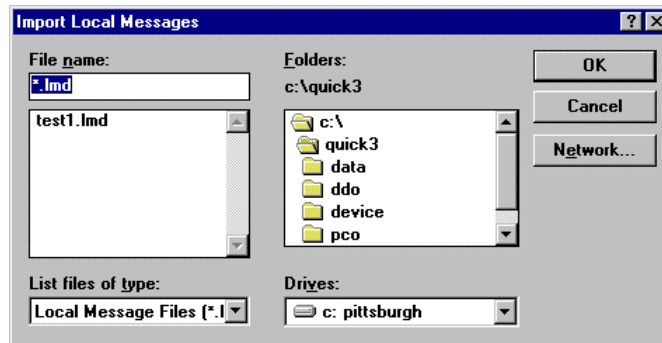 Import Local Messages
File name:
*.lmd
test1.lmd
List files of type:
Local Message Files (*.l
Folders:
c:\quick3
c:\
quick3
data
ddo
device
pco
Drives:
c: pittsburgh
OK
Cancel
Network...